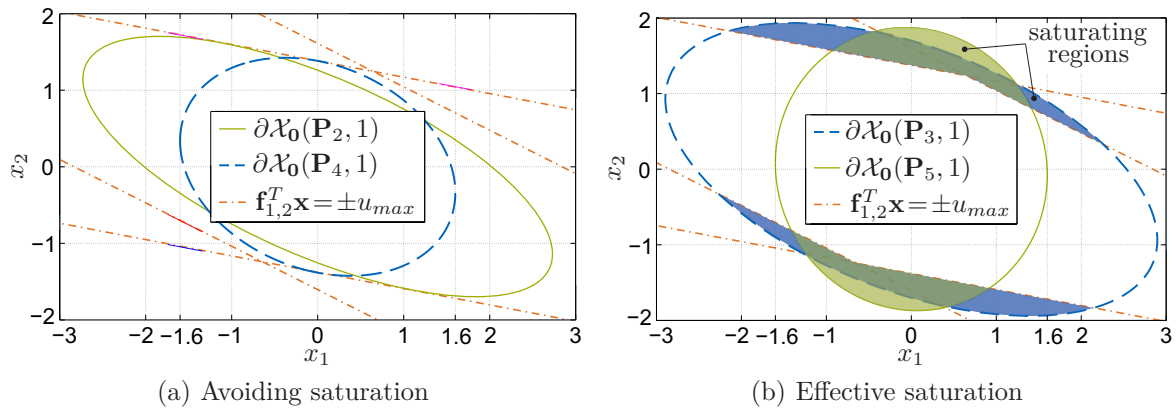 2
1
0
−1
−2
x₂
−3
−2
−1.6
−1
0
1
1.6
2
3
x₁
∂𝒳₀(P₂, 1)
∂𝒳₀(P₄, 1)
f₁,₂ᵀx = ±uₘₐₓ
(a) Avoiding saturation
2
1
0
−1
−2
x₂
−3
−2
−1.6
−1
0
1
1.6
2
3
x₁
saturating
regions
∂𝒳₀(P₃, 1)
∂𝒳₀(P₅, 1)
f₁,₂ᵀx = ±uₘₐₓ
(b) Effective saturation